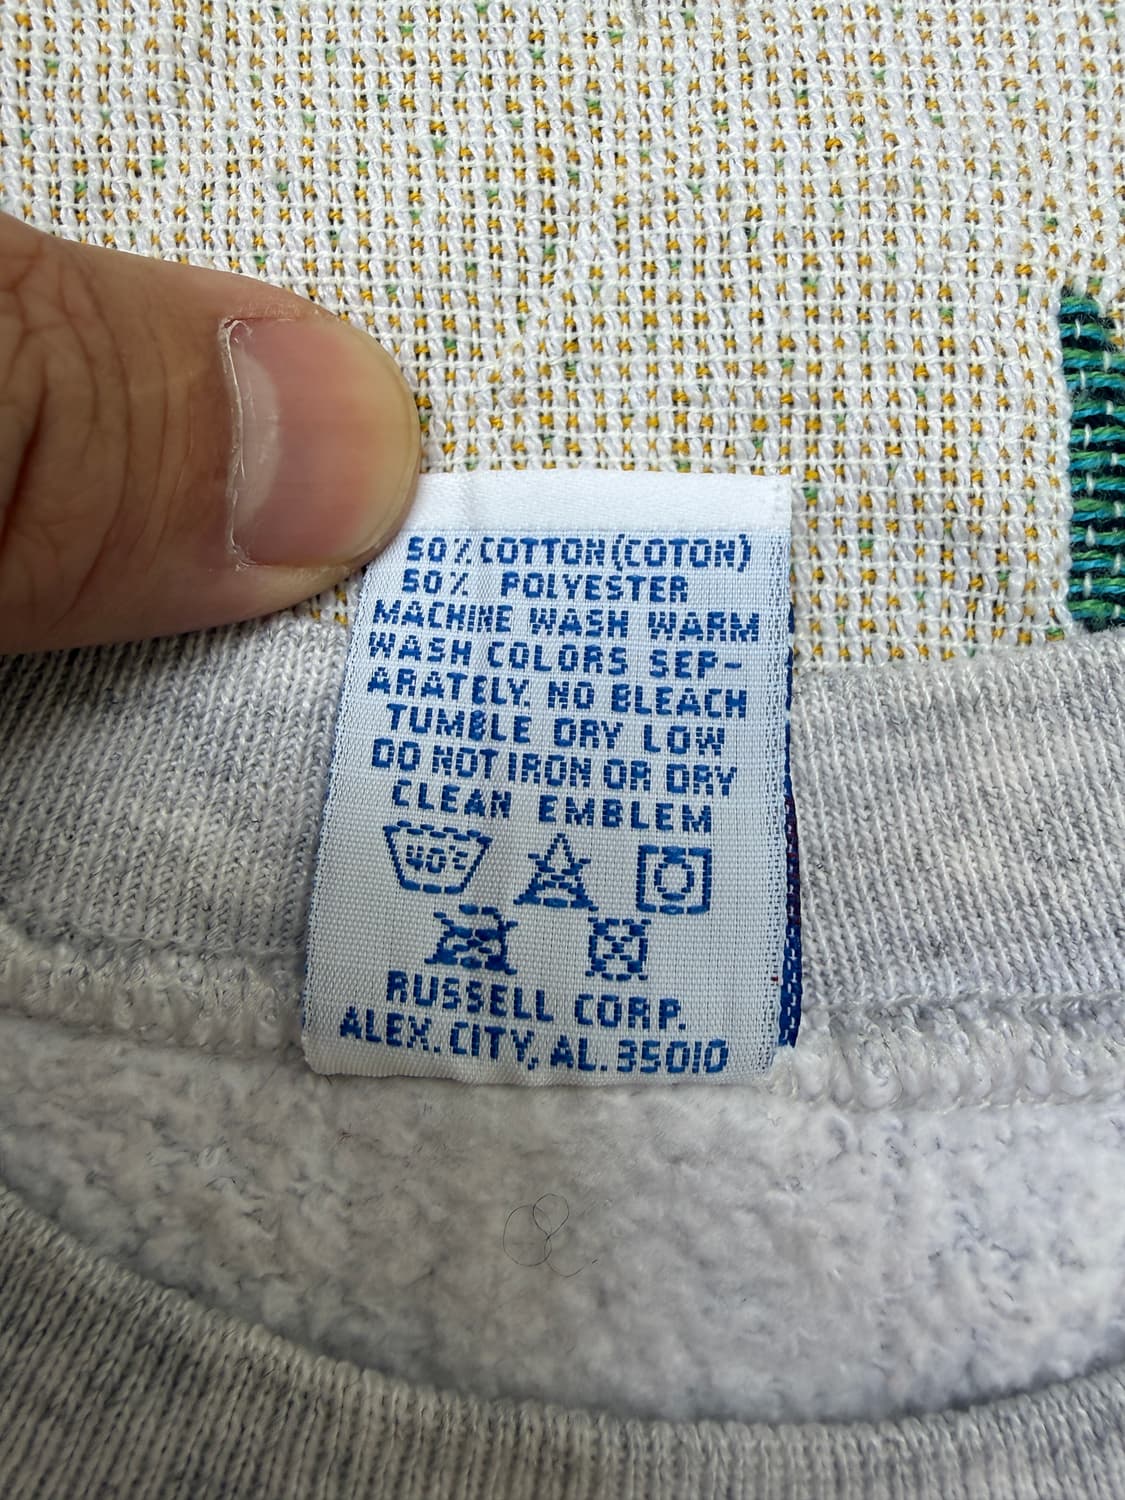 50% COTTON (COTON)
50% POLYESTER
MACHINE WASH WARM
WASH COLORS SEP-
ARATELY. NO BLEACH
TUMBLE DRY LOW
DO NOT IRON OR DRY
CLEAN EMBLEM
40°C
RUSSELL CORP.
ALEX. CITY, AL. 35010